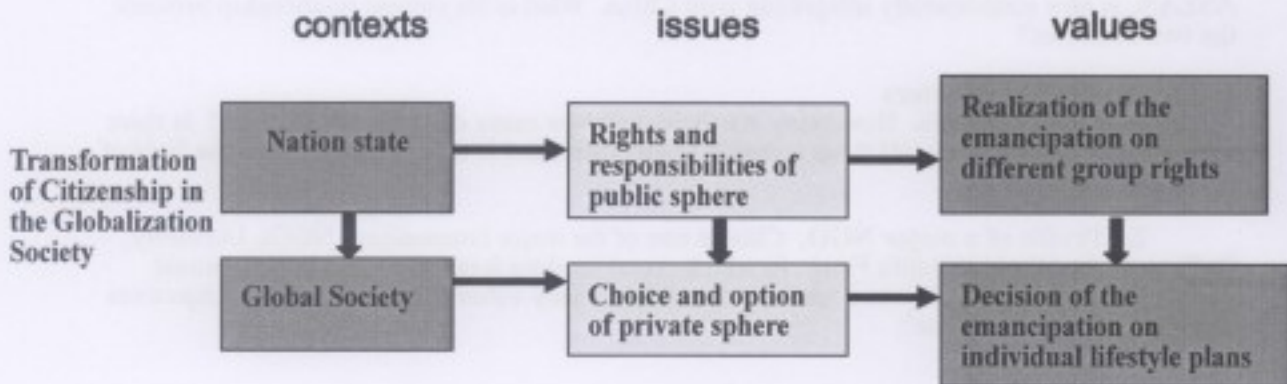 contexts issues values
Transformation
of Citizenship in
the Globalization
Society
Nation state
Rights and
responsibilities of
public sphere
Realization of the
emancipation on
different group rights
Global Society
Choice and option
of private sphere
Decision of the
emancipation on
individual lifestyle plans